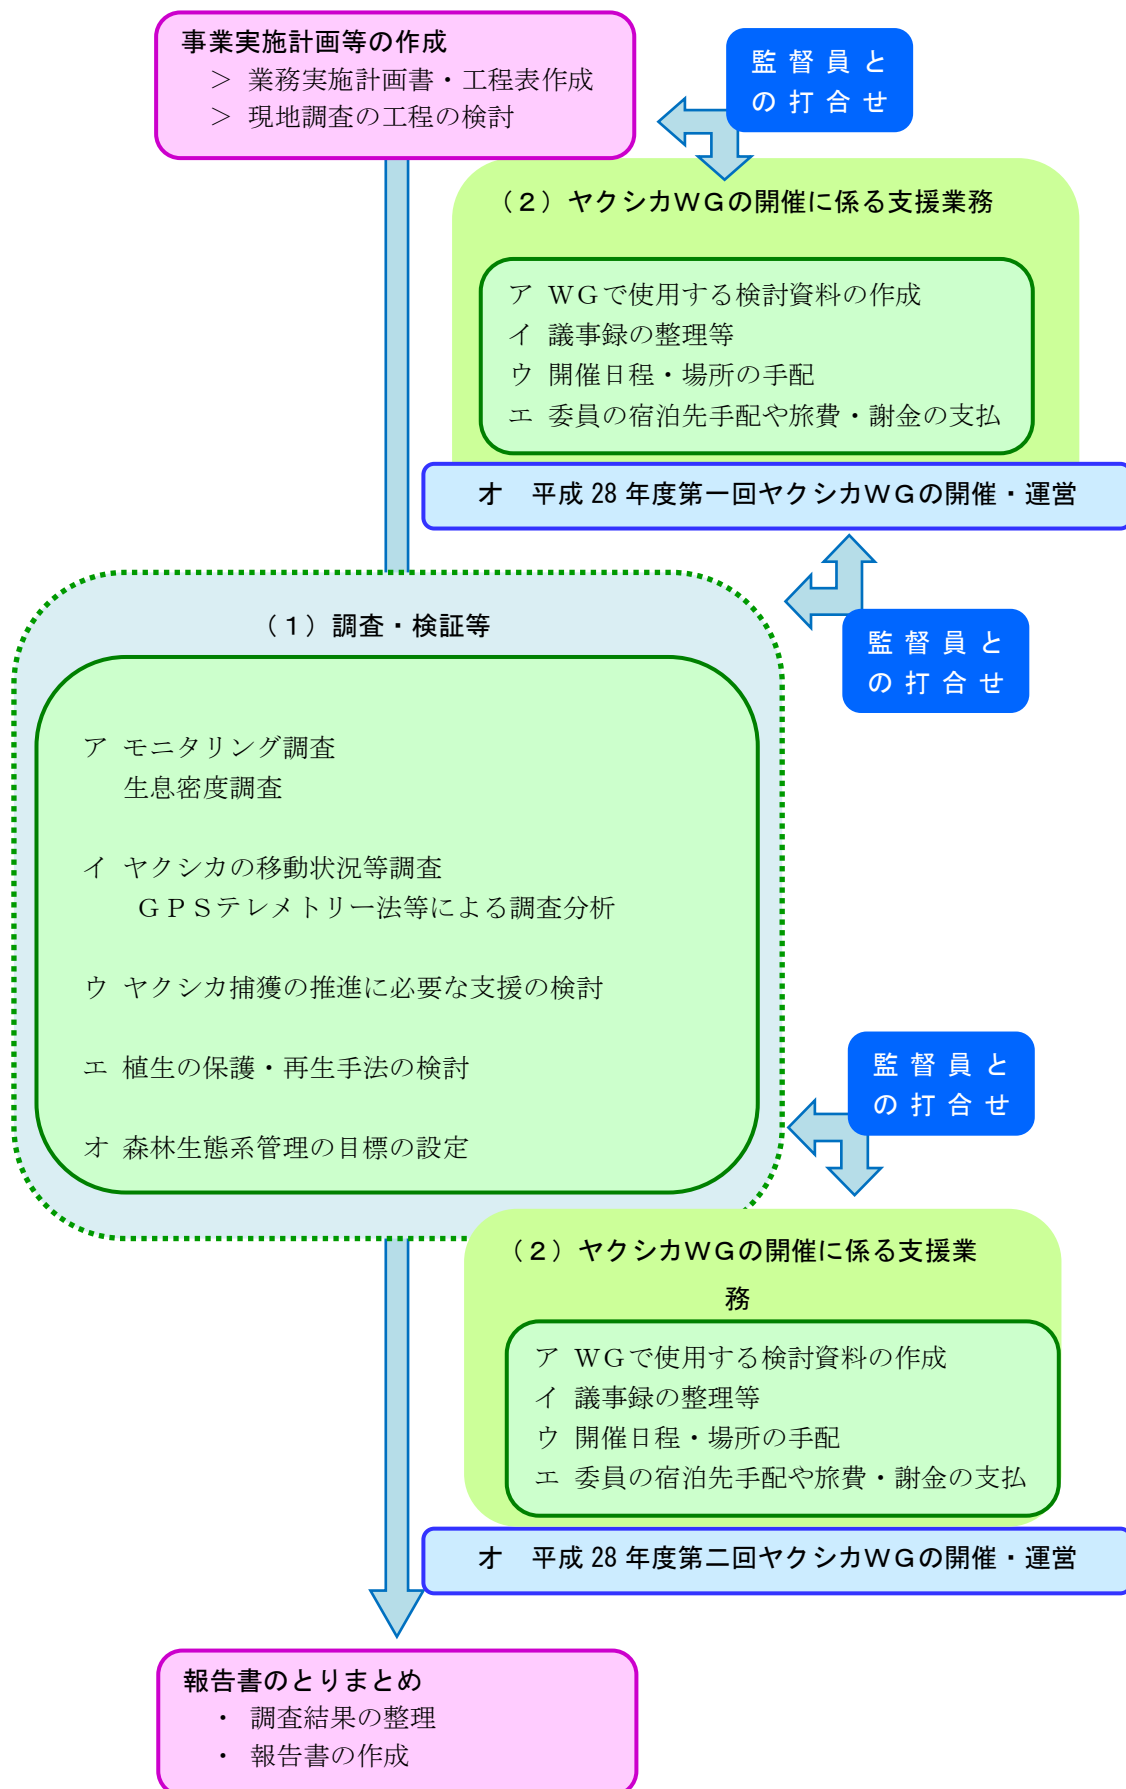 事業実施計画等の作成
＞ 業務実施計画書・工程表作成
＞ 現地調査の工程の検討
監督員と
の打合せ
（２）ヤクシカＷＧの開催に係る支援業務
ア ＷＧで使用する検討資料の作成
イ 議事録の整理等
ウ 開催日程・場所の手配
エ 委員の宿泊先手配や旅費・謝金の支払
オ　平成 28 年度第一回ヤクシカＷＧの開催・運営
監督員と
の打合せ
（１）調査・検証等
ア モニタリング調査
生息密度調査
イ ヤクシカの移動状況等調査
ＧＰＳテレメトリー法等による調査分析
ウ ヤクシカ捕獲の推進に必要な支援の検討
エ 植生の保護・再生手法の検討
オ 森林生態系管理の目標の設定
監督員と
の打合せ
（２）ヤクシカＷＧの開催に係る支援業
務
ア ＷＧで使用する検討資料の作成
イ 議事録の整理等
ウ 開催日程・場所の手配
エ 委員の宿泊先手配や旅費・謝金の支払
オ　平成 28 年度第二回ヤクシカＷＧの開催・運営
報告書のとりまとめ
・ 調査結果の整理
・ 報告書の作成